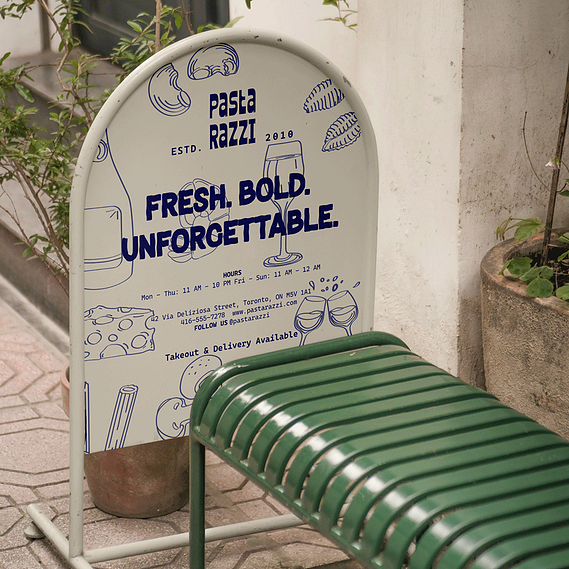 Pasta
RAZZI
ESTD. 2010
FRESH. BOLD.
UNFORGETTABLE.
HOURS
Mon - Thu: 11 AM - 10 PM Fri - Sun: 11 AM - 12 AM
2 Via Deliziosa Street, Toronto, ON M5V 1A1
416-555-7278 www.pastarazzi.com
FOLLOW US @pastarazzi
Takeout & Delivery Available